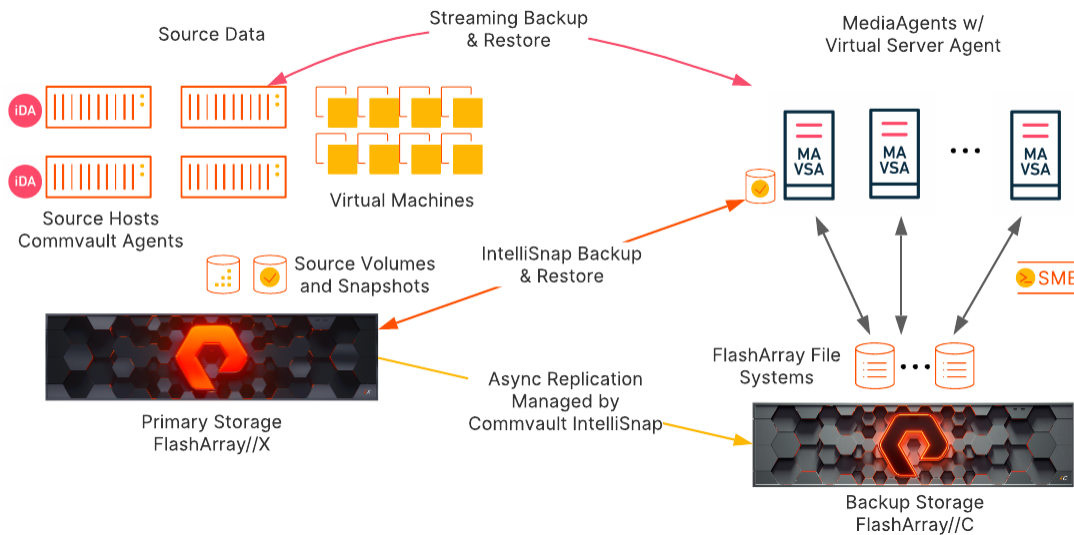 Source Data
Streaming Backup
& Restore
MediaAgents w/
Virtual Server Agent
iDA
iDA
Source Hosts
Commvault Agents
Virtual Machines
MA
VSA
MA
VSA
...
MA
VSA
Source Volumes
and Snapshots
IntelliSnap Backup
& Restore
SME
FlashArray File
Systems
...
Async Replication
Managed by
Commvault IntelliSnap
Primary Storage
FlashArray//X
Backup Storage
FlashArray//C